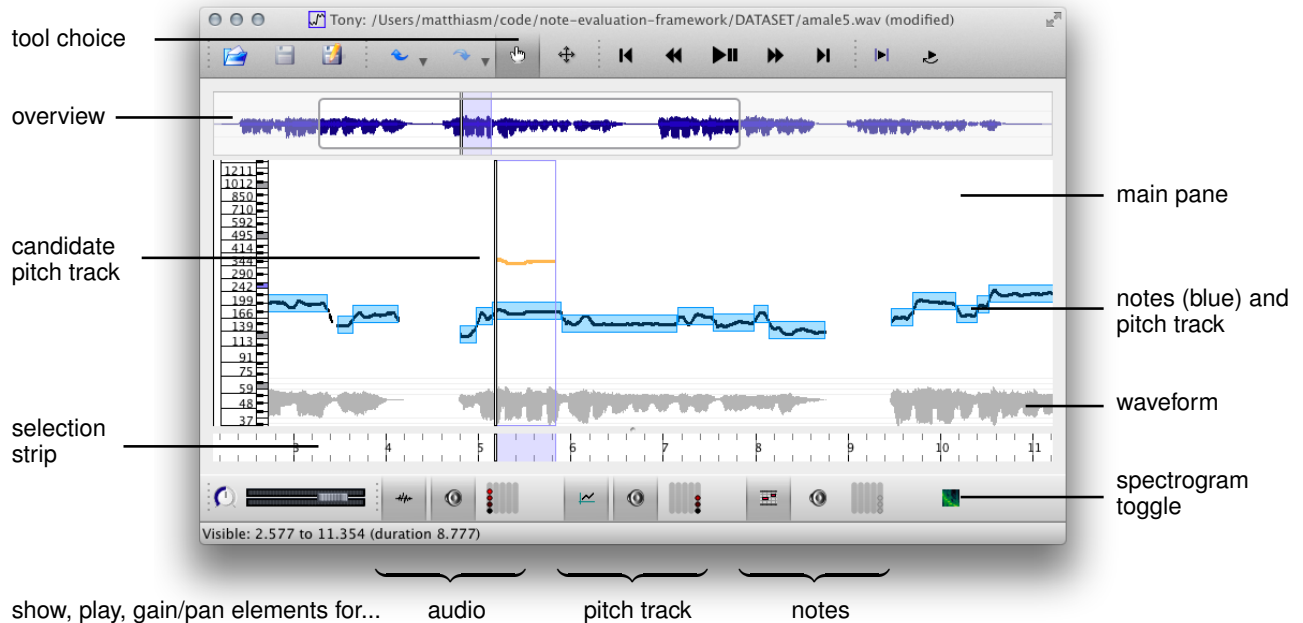 Tony: /Users/matthiasm/code/note-evaluation-framework/DATASET/amale5.wav (modified)
tool choice
overview
1211
1012
850
710
592
495
414
344
290
242
199
166
139
113
91
75
59
48
37
main pane
candidate
pitch track
notes (blue) and
pitch track
waveform
selection
strip
3 4 5 6 7 8 9 10 11
spectrogram
toggle
Visible: 2.577 to 11.354 (duration 8.777)
show, play, gain/pan elements for... audio pitch track notes